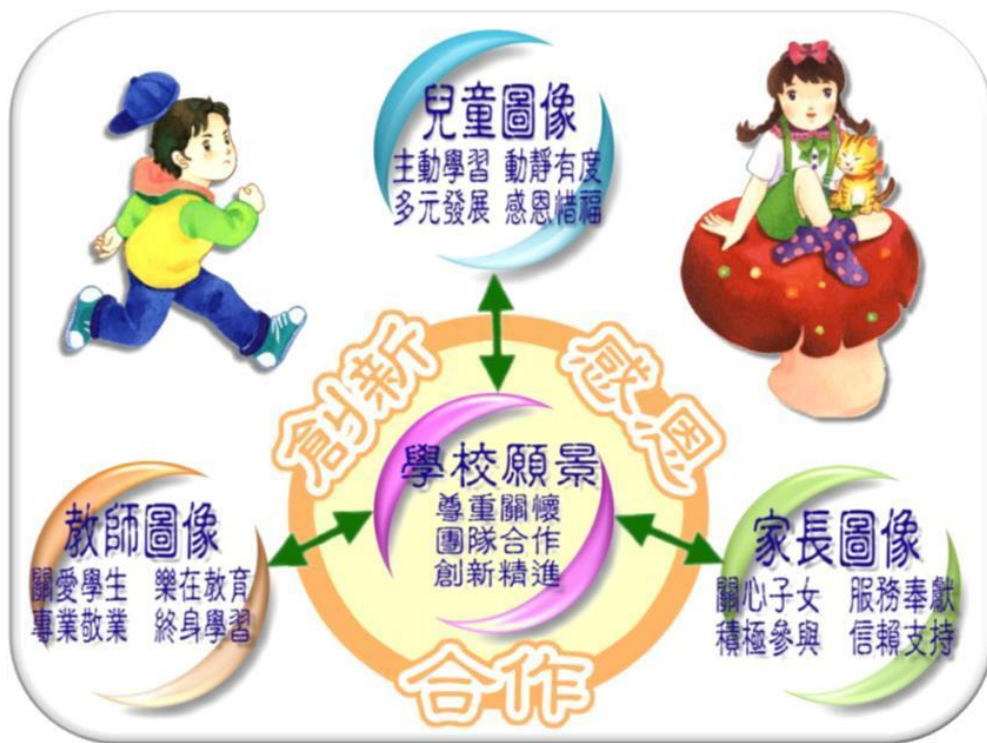 兒童圖像
主動學習 動靜有度
多元發展 感恩惜福
創新
感恩
學校願景
尊重關懷
團隊合作
創新精進
教師圖像
關愛學生 樂在教育
專業敬業 終身學習
家長圖像
關心子女 服務奉獻
積極參與 信賴支持
合作